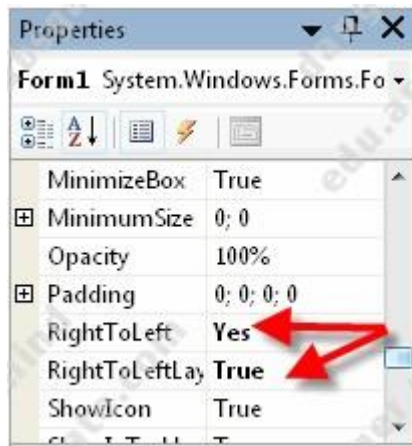 Properties
Form1 System.Windows.Forms.Fo
MinimizeBox True
MinimumSize 0; 0
Opacity 100%
Padding 0; 0; 0; 0
RightToLeft Yes
RightToLeftLay True
ShowIcon True